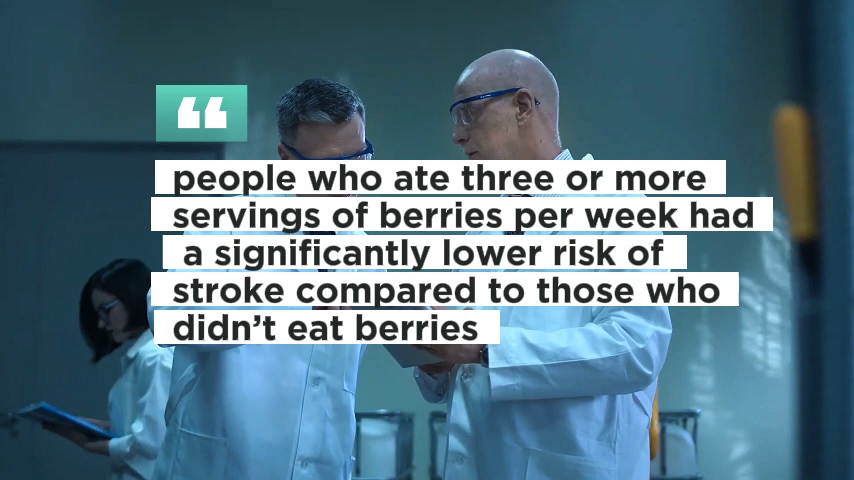 “
people who ate three or more
servings of berries per week had
a significantly lower risk of
stroke compared to those who
didn’t eat berries